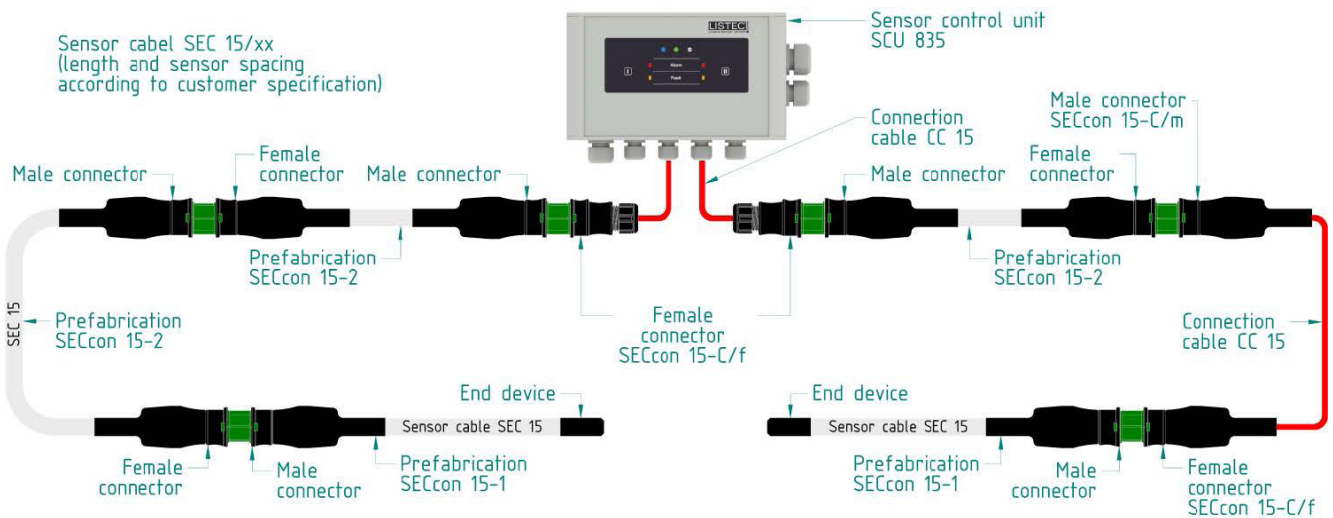 Sensor cabel SEC 15/xx
(length and sensor spacing
according to customer specification)
LISTEC
Alarm
Fault
I
II
Sensor control unit
SCU 835
Connection
cable CC 15
Male connector
SECcon 15-C/m
Female
connector
Male connector
Female
connector
Male connector
Male connector
Prefabrication
SECcon 15-2
Prefabrication
SECcon 15-2
SEC 15
Prefabrication
SECcon 15-2
Female
connector
SECcon 15-C/f
Connection
cable CC 15
End device
End device
Sensor cable SEC 15
Sensor cable SEC 15
Female
connector
Male
connector
Prefabrication
SECcon 15-1
Prefabrication
SECcon 15-1
Male
connector
Female
connector
SECcon 15-C/f